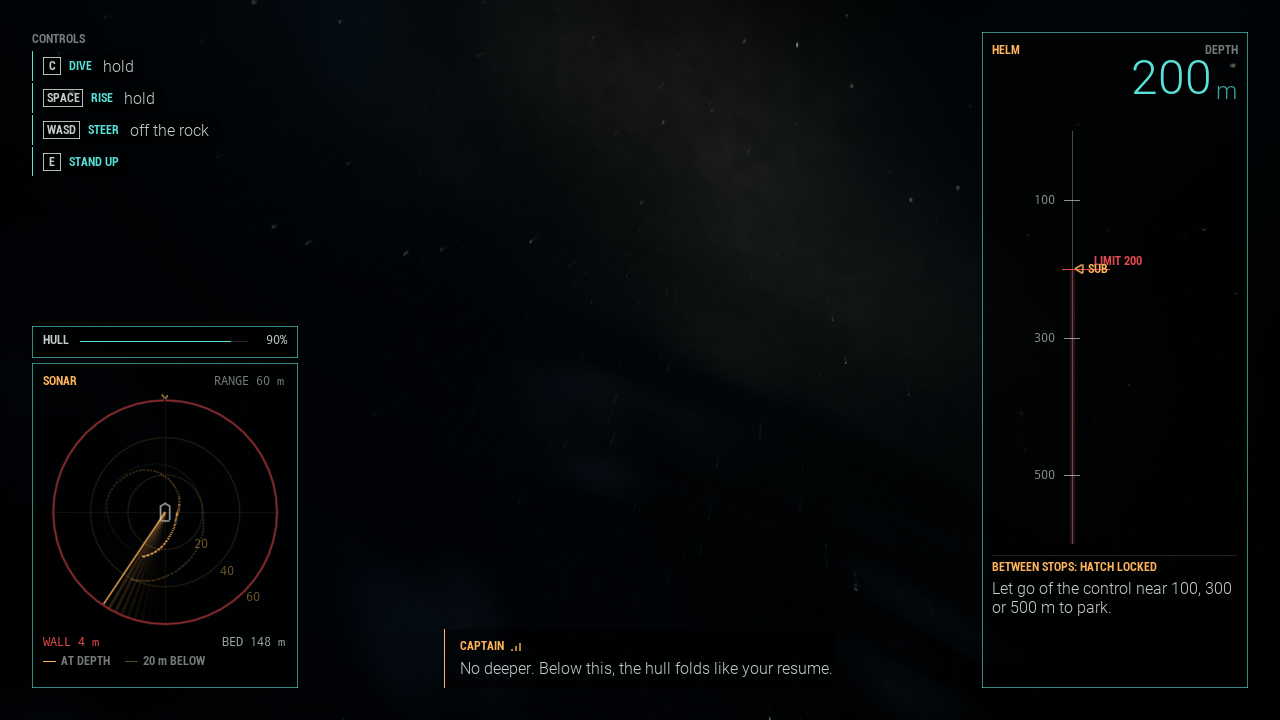 CONTROLS
C DIVE hold
SPACE RISE hold
WASD STEER off the rock
E STAND UP
HULL 90%
SONAR RANGE 60 m
20
40
60
WALL 4 m BED 148 m
AT DEPTH 20 m BELOW
CAPTAIN
No deeper. Below this, the hull folds like your resume.
HELM DEPTH
200 m
100
LIMIT 200
SUB
300
500
BETWEEN STOPS: HATCH LOCKED
Let go of the control near 100, 300
or 500 m to park.